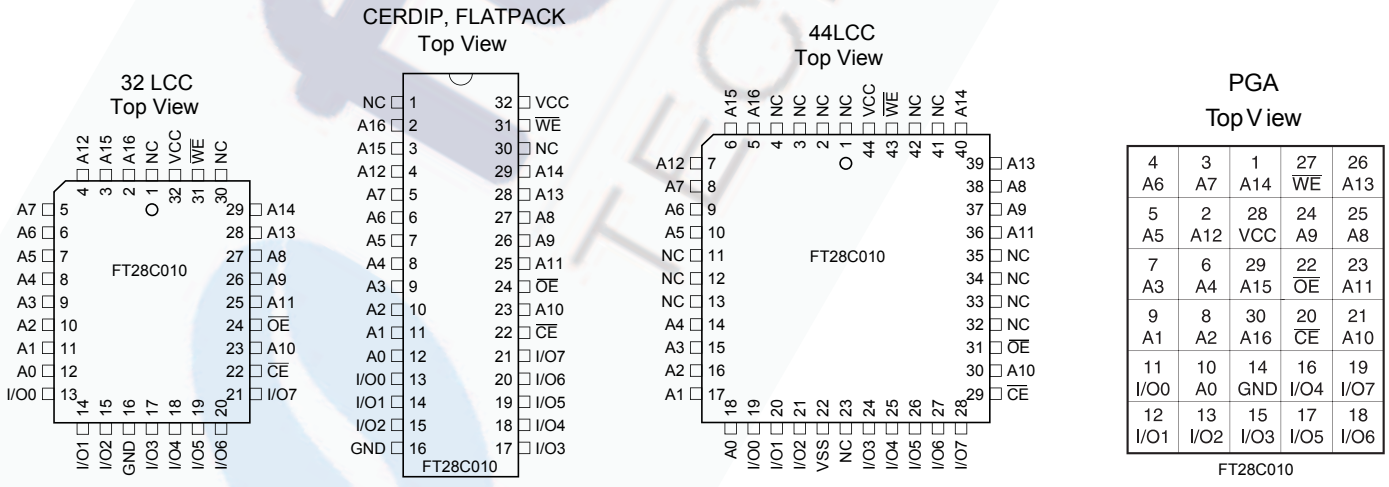 32 LCC
Top View
A12 A15 A16 NC VCC W̅E̅ NC
4 3 2 1 32 31 30
A7 5 29 A14
A6 6 28 A13
A5 7 27 A8
A4 8 26 A9
A3 9 25 A11
A2 10 24 O̅E̅
A1 11 23 A10
A0 12 22 C̅E̅
I/O0 13 21 I/O7
FT28C010
14 15 16 17 18 19 20
I/O1 I/O2 GND I/O3 I/O4 I/O5 I/O6
CERDIP, FLATPACK
Top View
NC 1 32 VCC
A16 2 31 W̅E̅
A15 3 30 NC
A12 4 29 A14
A7 5 28 A13
A6 6 27 A8
A5 7 26 A9
A4 8 25 A11
A3 9 24 O̅E̅
A2 10 23 A10
A1 11 22 C̅E̅
A0 12 21 I/O7
I/O0 13 20 I/O6
I/O1 14 19 I/O5
I/O2 15 18 I/O4
GND 16 17 I/O3
FT28C010
44LCC
Top View
A15 A16 NC NC NC NC VCC W̅E̅ NC NC A14
6 5 4 3 2 1 44 43 42 41 40
A12 7 39 A13
A7 8 38 A8
A6 9 37 A9
A5 10 36 A11
NC 11 35 NC
NC 12 34 NC
NC 13 33 NC
A4 14 32 NC
A3 15 31 O̅E̅
A2 16 30 A10
A1 17 29 C̅E̅
FT28C010
18 19 20 21 22 23 24 25 26 27 28
A0 I/O0 I/O1 I/O2 VSS NC I/O3 I/O4 I/O5 I/O6 I/O7
PGA
Top View
4 3 1 27 26
A6 A7 A14 W̅E̅ A13
5 2 28 24 25
A5 A12 VCC A9 A8
7 6 29 22 23
A3 A4 A15 O̅E̅ A11
9 8 30 20 21
A1 A2 A16 C̅E̅ A10
11 10 14 16 19
I/O0 A0 GND I/O4 I/O7
12 13 15 17 18
I/O1 I/O2 I/O3 I/O5 I/O6
FT28C010
TEC